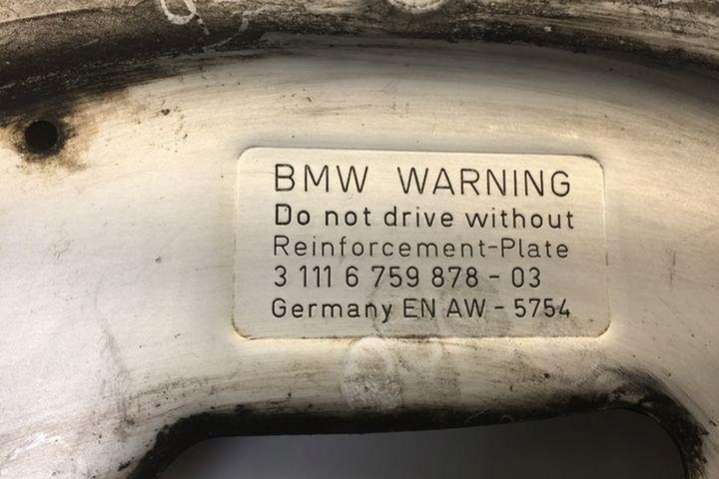 BMW WARNING
Do not drive without
Reinforcement-Plate
3 111 6 759 878 - 03
Germany EN AW - 5754